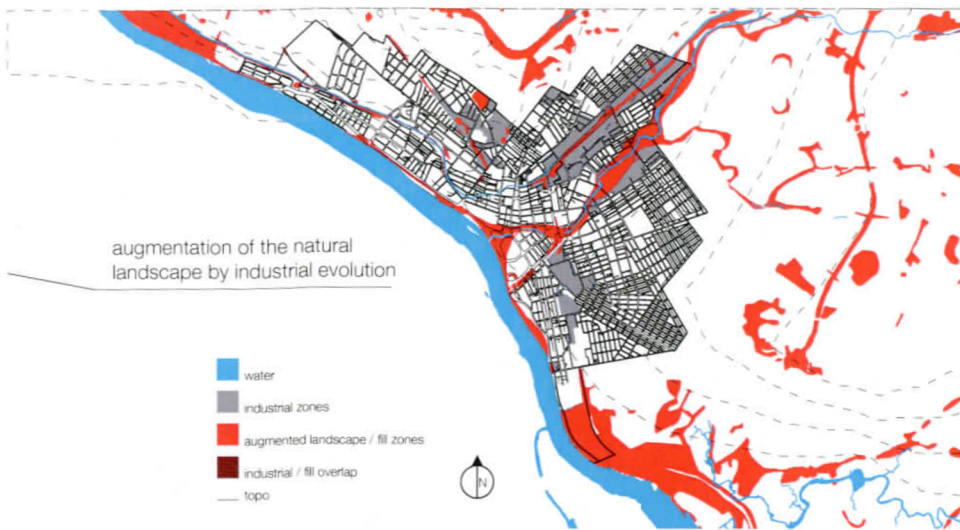 augmentation of the natural
landscape by industrial evolution
water
industrial zones
augmented landscape / fill zones
industrial / fill overlap
topo
N